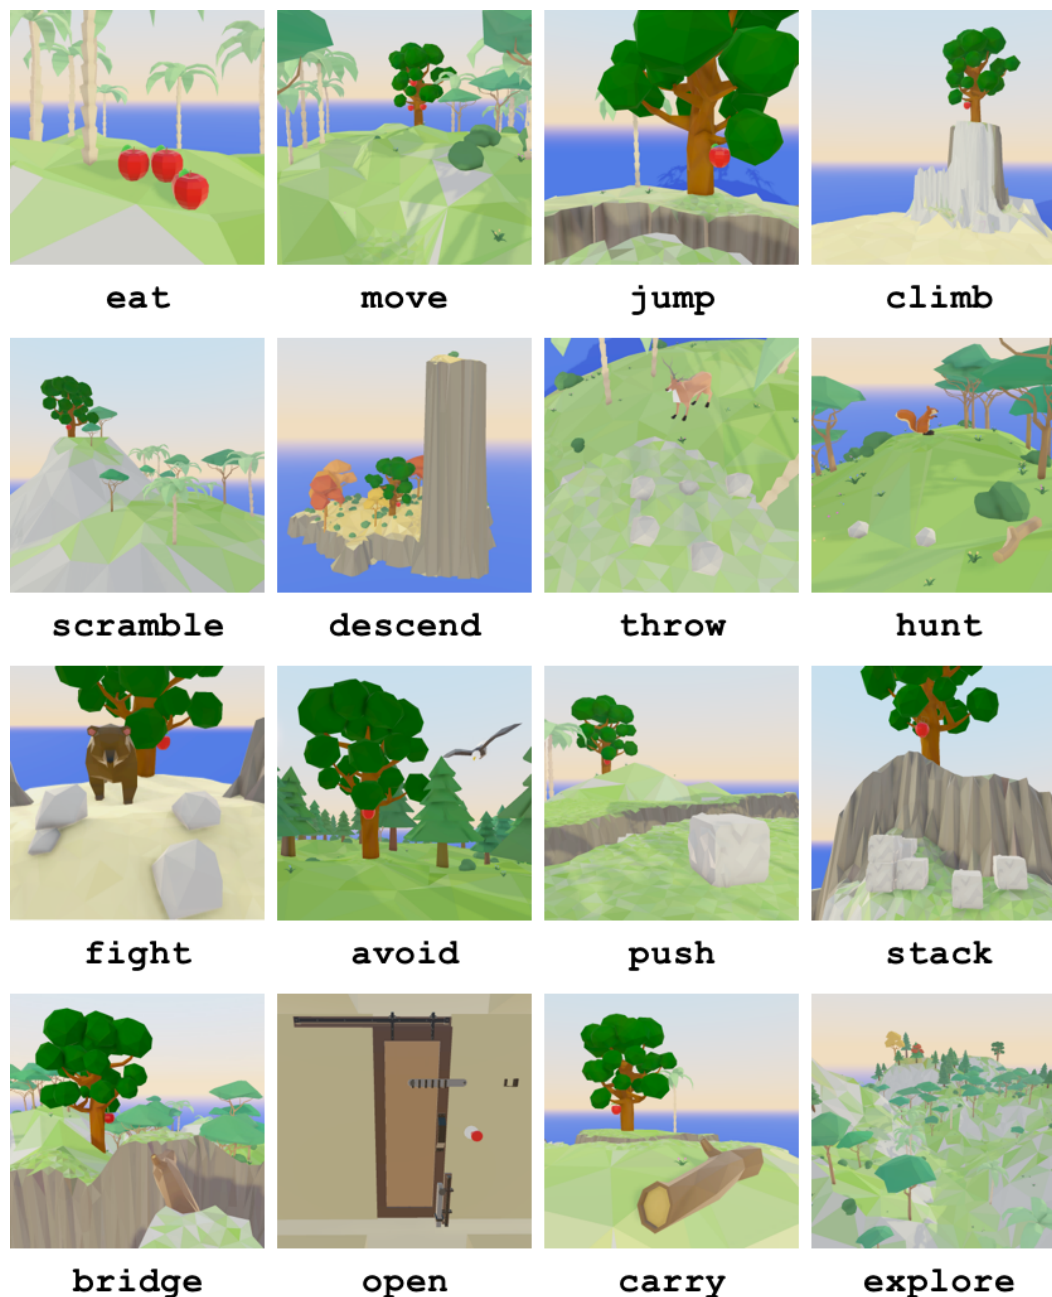 eat move jump climb
scramble descend throw hunt
fight avoid push stack
bridge open carry explore